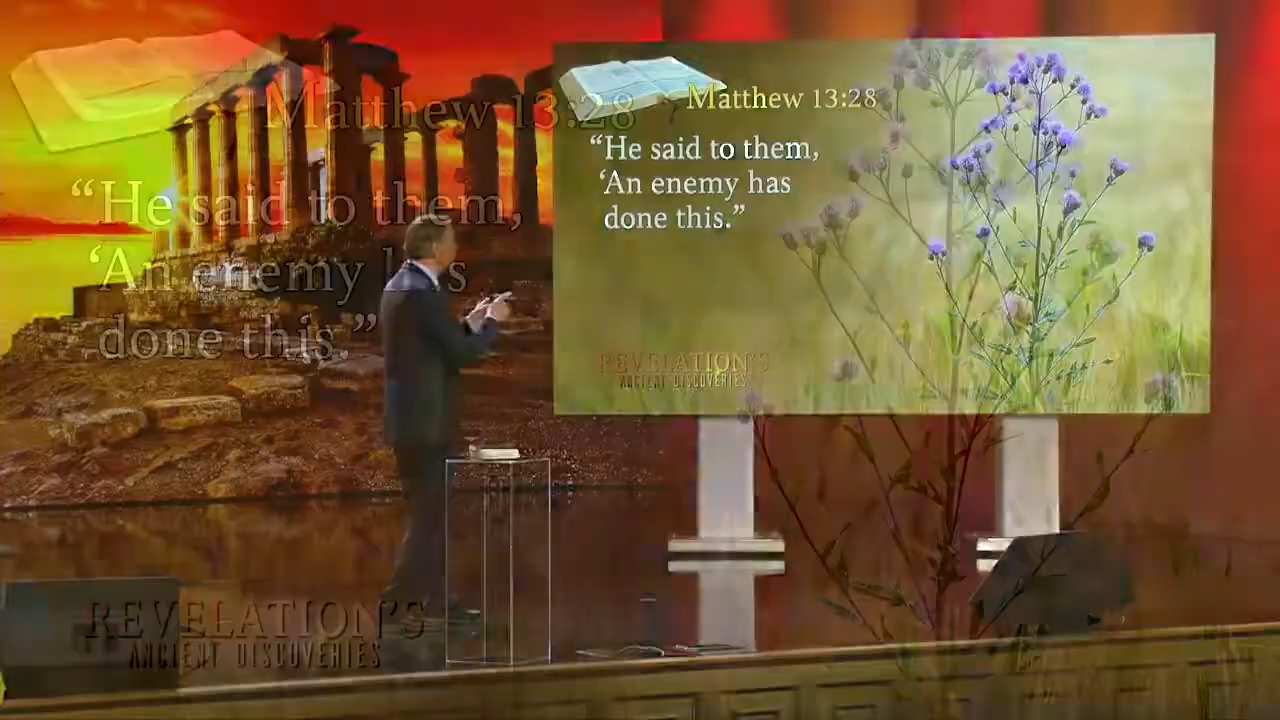 Matthew 13:28
“He said to them,
‘An enemy has
done this.”
REVELATION'S
ANCIENT DISCOVERIES
Matthew 13:28
“He said to them,
‘An enemy has
done this.”
REVELATION'S
ANCIENT DISCOVERIES